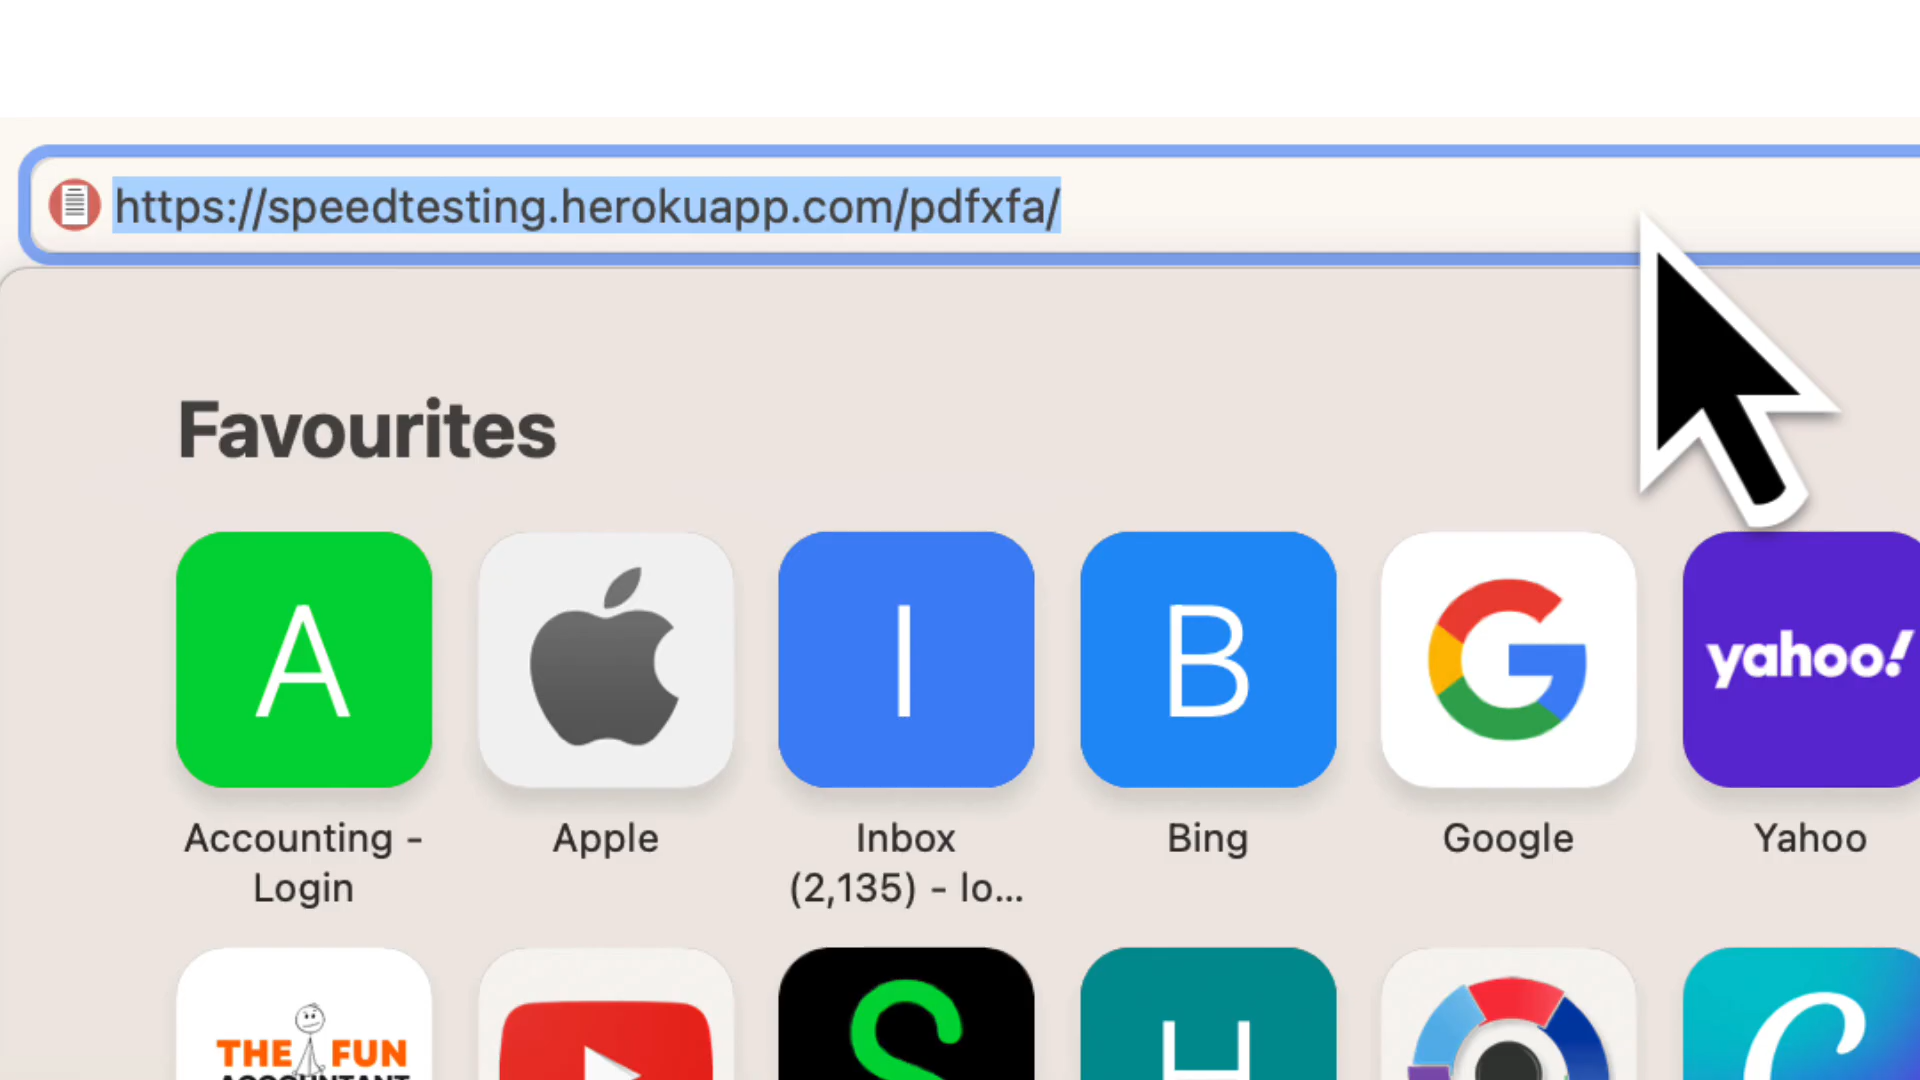 https://speedtesting.herokuapp.com/pdfxfa/
Favourites
A
I
B
G
yahoo!
Accounting -
Login
Apple
Inbox
(2,135) - lo...
Bing
Google
Yahoo
THE FUN
ACCOUNTANT
S
H
C